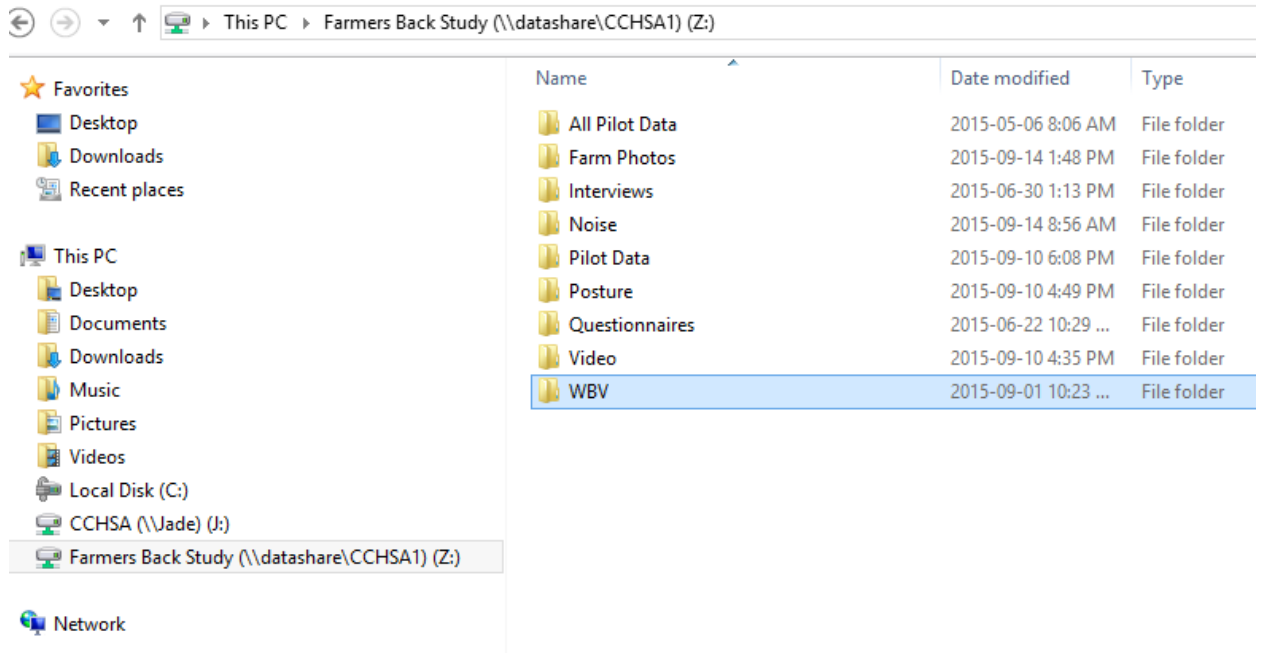 This PC Farmers Back Study (\\datashare\CCHSA1) (Z:)
Favorites
Desktop
Downloads
Recent places
This PC
Desktop
Documents
Downloads
Music
Pictures
Videos
Local Disk (C:)
CCHSA (\\Jade) (J:)
Farmers Back Study (\\datashare\CCHSA1) (Z:)
Network
Name Date modified Type
All Pilot Data 2015-05-06 8:06 AM File folder
Farm Photos 2015-09-14 1:48 PM File folder
Interviews 2015-06-30 1:13 PM File folder
Noise 2015-09-14 8:56 AM File folder
Pilot Data 2015-09-10 6:08 PM File folder
Posture 2015-09-10 4:49 PM File folder
Questionnaires 2015-06-22 10:29 ... File folder
Video 2015-09-10 4:35 PM File folder
WBV 2015-09-01 10:23 ... File folder